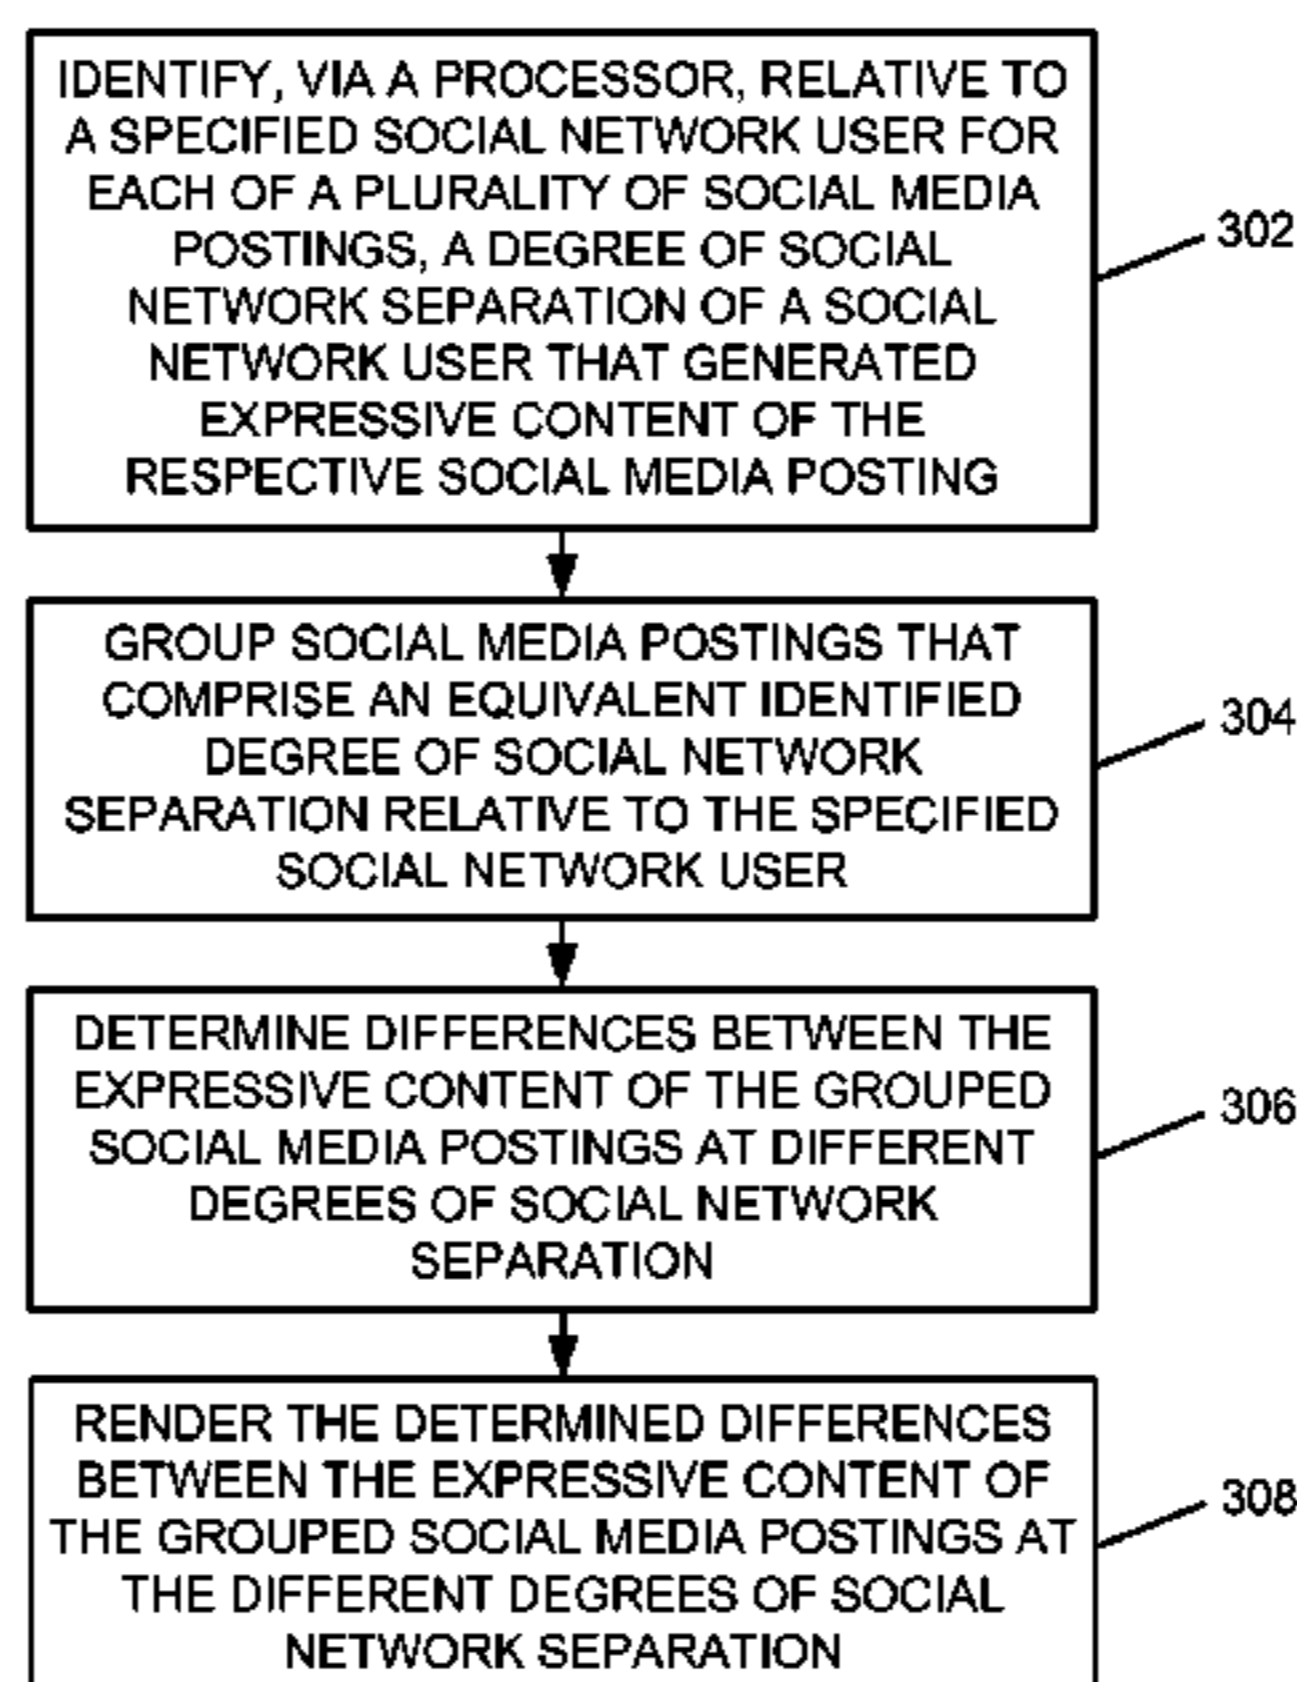 IDENTIFY, VIA A PROCESSOR, RELATIVE TO
A SPECIFIED SOCIAL NETWORK USER FOR
EACH OF A PLURALITY OF SOCIAL MEDIA
POSTINGS, A DEGREE OF SOCIAL
NETWORK SEPARATION OF A SOCIAL
NETWORK USER THAT GENERATED
EXPRESSIVE CONTENT OF THE
RESPECTIVE SOCIAL MEDIA POSTING
302
GROUP SOCIAL MEDIA POSTINGS THAT
COMPRISE AN EQUIVALENT IDENTIFIED
DEGREE OF SOCIAL NETWORK
SEPARATION RELATIVE TO THE SPECIFIED
SOCIAL NETWORK USER
304
DETERMINE DIFFERENCES BETWEEN THE
EXPRESSIVE CONTENT OF THE GROUPED
SOCIAL MEDIA POSTINGS AT DIFFERENT
DEGREES OF SOCIAL NETWORK
SEPARATION
306
RENDER THE DETERMINED DIFFERENCES
BETWEEN THE EXPRESSIVE CONTENT OF
THE GROUPED SOCIAL MEDIA POSTINGS AT
THE DIFFERENT DEGREES OF SOCIAL
NETWORK SEPARATION
308